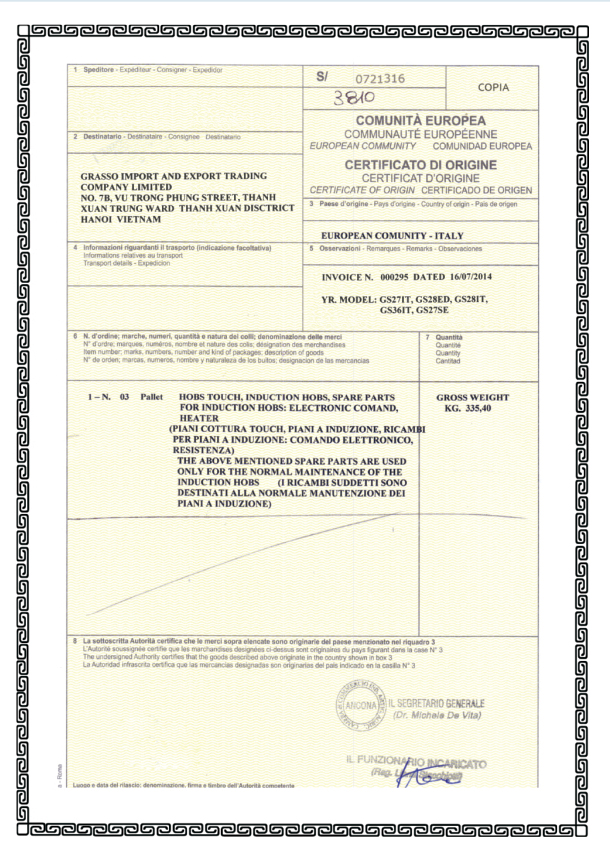 1 Speditore - Expéditeur - Consigner - Expedidor
S/ 0721316
3810
COPIA
COMUNITÀ EUROPEA
COMMUNAUTÉ EUROPÉENNE
EUROPEAN COMMUNITY COMUNIDAD EUROPEA
CERTIFICATO DI ORIGINE
CERTIFICAT D'ORIGINE
CERTIFICATE OF ORIGIN CERTIFICADO DE ORIGEN
2 Destinatario - Destinataire - Consignee Destinatario
GRASSO IMPORT AND EXPORT TRADING
COMPANY LIMITED
NO. 7B, VU TRONG PHUNG STREET, THANH
XUAN TRUNG WARD THANH XUAN DISCTRICT
HANOI VIETNAM
3 Paese d'origine - Pays d'origine - Country of origin - Pais de origen
EUROPEAN COMUNITY - ITALY
4 Informazioni riguardanti il trasporto (indicazione facoltativa)
Informations relatives au transport
Transport details - Expedicion
5 Osservazioni - Remarques - Remarks - Observaciones
INVOICE N. 000295 DATED 16/07/2014
YR. MODEL: GS27IT, GS28ED, GS28IT,
GS36IT, GS27SE
6 N. d'ordine; marche, numeri, quantità e natura dei colli; denominazione delle merci
N° d'ordre; marques, numéros, nombre et nature des colis; désignation des marchandises
Item number; marks, numbers, number and kind of packages; description of goods
N° de orden; marcas, numeros, nombre y naturaleza de los bultos; designacion de las mercancias
7 Quantità
Quantité
Quantity
Cantitad
1 – N. 03 Pallet
HOBS TOUCH, INDUCTION HOBS, SPARE PARTS
FOR INDUCTION HOBS: ELECTRONIC COMAND,
HEATER
(PIANI COTTURA TOUCH, PIANI A INDUZIONE, RICAMBI
PER PIANI A INDUZIONE: COMANDO ELETTRONICO,
RESISTENZA)
THE ABOVE MENTIONED SPARE PARTS ARE USED
ONLY FOR THE NORMAL MAINTENANCE OF THE
INDUCTION HOBS (I RICAMBI SUDDETTI SONO
DESTINATI ALLA NORMALE MANUTENZIONE DEI
PIANI A INDUZIONE)
GROSS WEIGHT
KG. 335,40
8 La sottoscritta Autorità certifica che le merci sopra elencate sono originarie del paese menzionato nel riquadro 3
L'Autorité soussignée certifie que les marchandises designées ci-dessus sont originaires du pays figurant dans la case N° 3
The undersigned Authority certifies that the goods described above originate in the country shown in box 3
La Autoridad infrascrita certifica que las mercancias designadas son originarias del pais indicado en la casilla N° 3
ANCONA
IL SEGRETARIO GENERALE
(Dr. Michele De Vita)
IL FUNZIONARIO INCARICATO
(Rag.
- Roma
Luogo e data del rilascio; denominazione, firma e timbro dell'Autorità competente